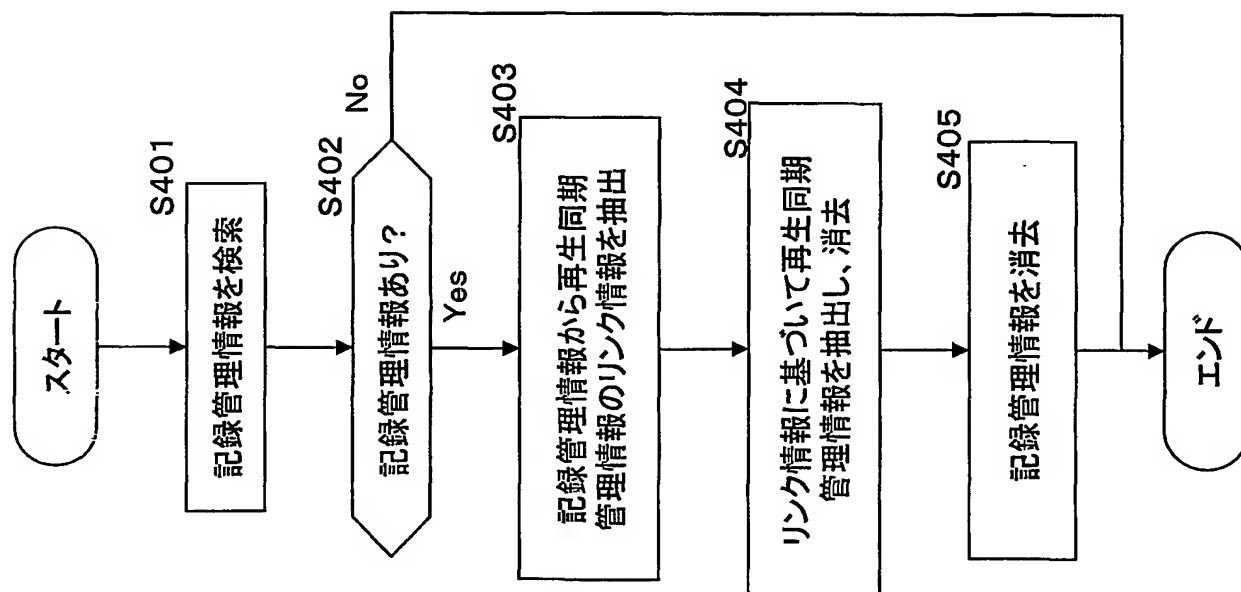 スタート
S401
記録管理情報を検索
S402
記録管理情報あり？
No
Yes
S403
記録管理情報から再生同期
管理情報のリンク情報を抽出
S404
リンク情報に基づいて再生同期
管理情報を抽出し、消去
S405
記録管理情報を消去
エンド